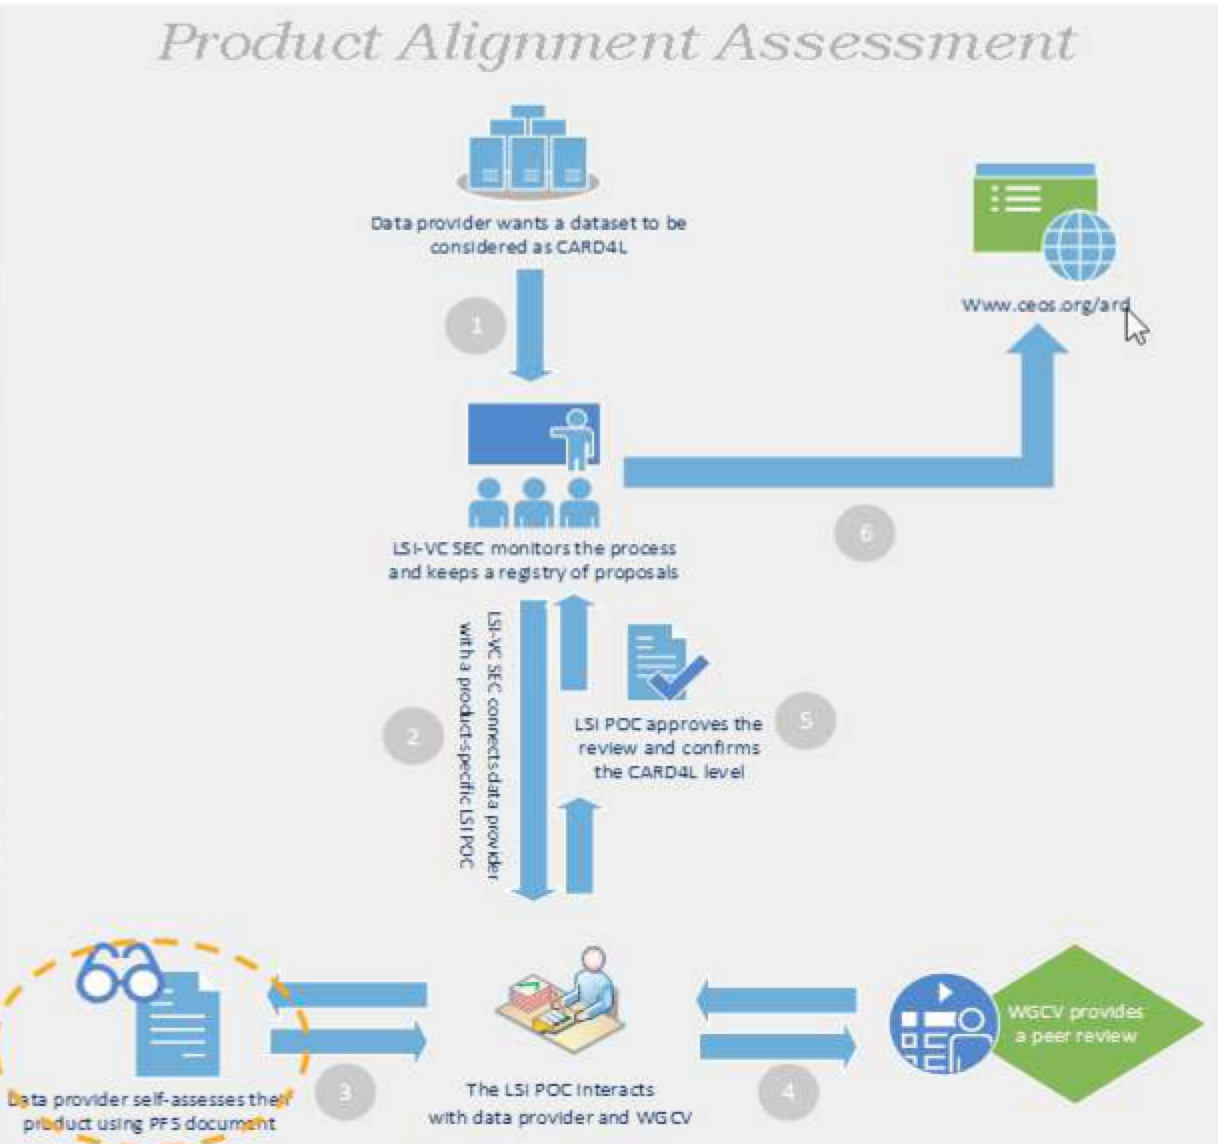 Product Alignment Assessment
Data provider wants a dataset to be
considered as CARD4L
Www.ceos.org/ard
1
6
LSI-VC SEC monitors the process
and keeps a registry of proposals
LSI-VC SEC connects data provider
with a product-specific LSI POC
2
LSI POC approves the
review and confirms
the CARD4L level
5
WGCV provides
a peer review
Data provider self-assesses their
product using PFS document
3
The LSI POC interacts
with data provider and WGCV
4